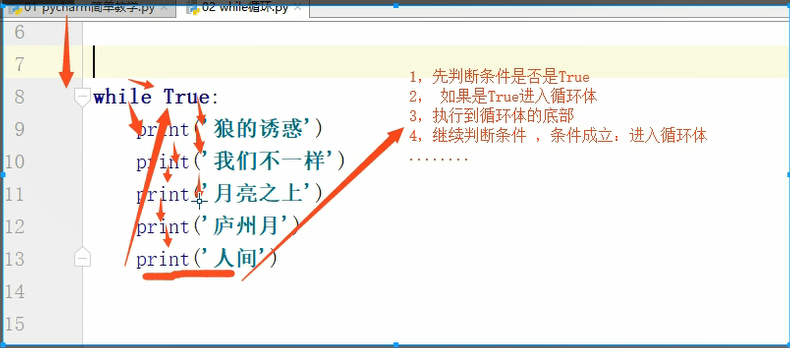 01 pycharm简单教学.py 02 while循环.py
6
7
8 while True:
9 print('狼的诱惑')
10 print('我们不一样')
11 print('月亮之上')
12 print('庐州月')
13 print('人间')
14
15
1, 先判断条件是否是True
2, 如果是True进入循环体
3, 执行到循环体的底部
4, 继续判断条件 , 条件成立: 进入循环体
........